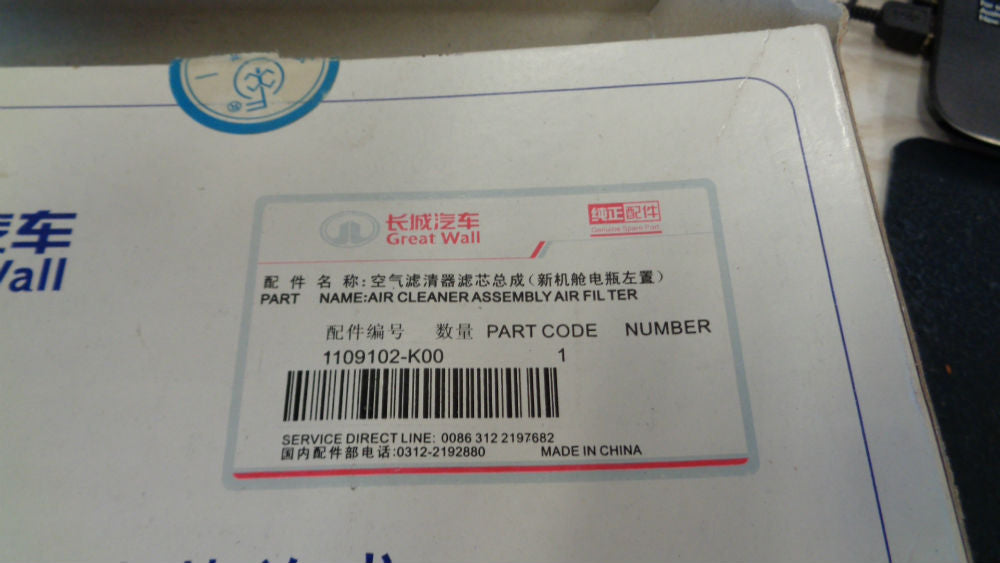 汽车
Wall
长城汽车
Great Wall
纯正配件
Genuine Spare Part
配 件 名 称:空气滤清器滤芯总成(新机舱电瓶左置)
PART NAME:AIR CLEANER ASSEMBLY AIR FILTER
配件编号 数量 PART CODE NUMBER
1109102-K00 1
SERVICE DIRECT LINE: 0086 312 2197682
国内配件部电话:0312-2192880 MADE IN CHINA